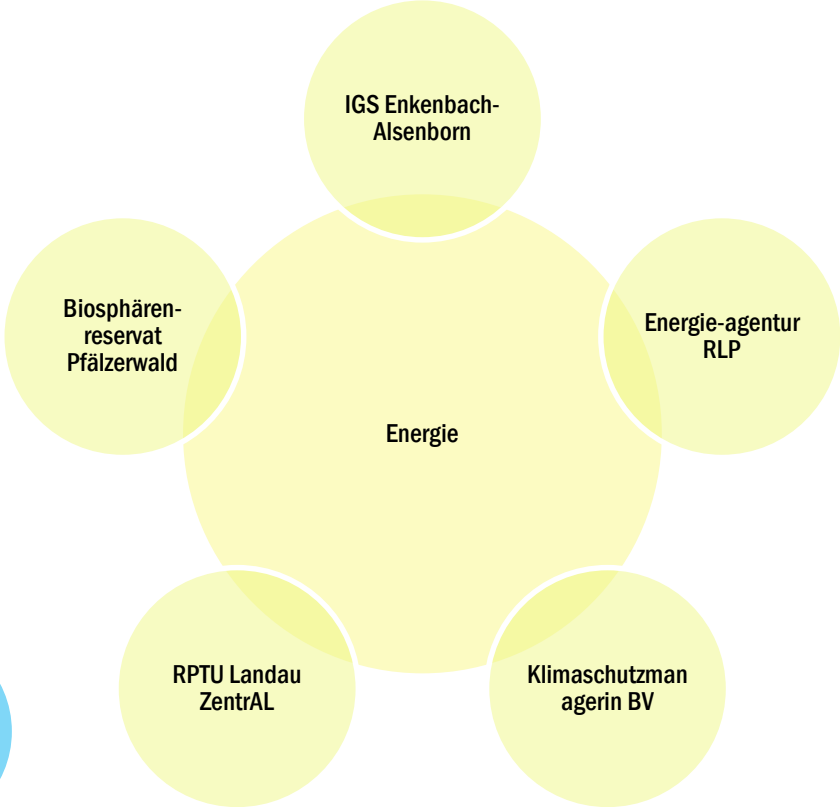 IGS Enkenbach-
Alsenborn
Biosphären-
reservat
Pfälzerwald
Energie-agentur
RLP
Energie
RPTU Landau
ZentrAL
Klimaschutzman
agerin BV